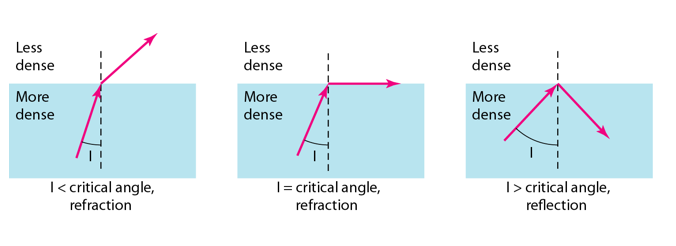 Less
dense
More
dense
I
I < critical angle,
refraction
Less
dense
More
dense
I
I = critical angle,
refraction
Less
dense
More
dense
I
I > critical angle,
reflection